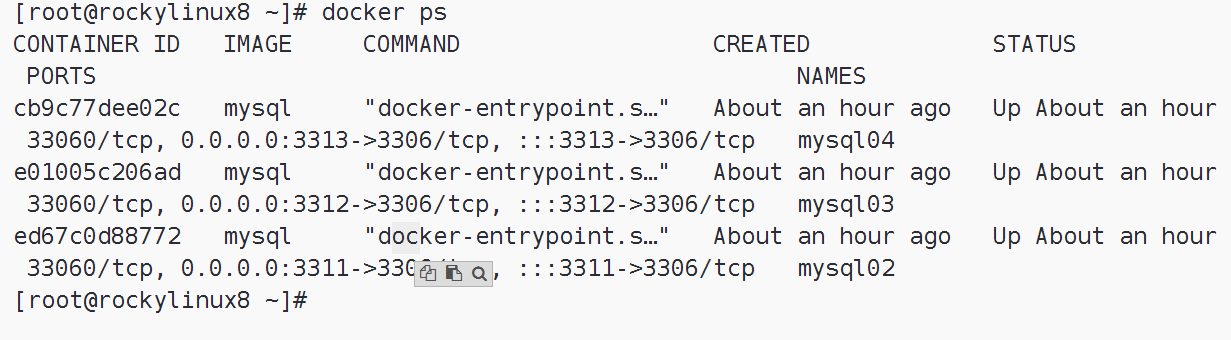 [root@rockylinux8 ~]# docker ps
CONTAINER ID   IMAGE     COMMAND                  CREATED             STATUS
 PORTS                                                  NAMES
cb9c77dee02c   mysql     "docker-entrypoint.s…"   About an hour ago   Up About an hour
 33060/tcp, 0.0.0.0:3313->3306/tcp, :::3313->3306/tcp   mysql04
e01005c206ad   mysql     "docker-entrypoint.s…"   About an hour ago   Up About an hour
 33060/tcp, 0.0.0.0:3312->3306/tcp, :::3312->3306/tcp   mysql03
ed67c0d88772   mysql     "docker-entrypoint.s…"   About an hour ago   Up About an hour
 33060/tcp, 0.0.0.0:3311-> , :::3311->3306/tcp   mysql02
[root@rockylinux8 ~]#